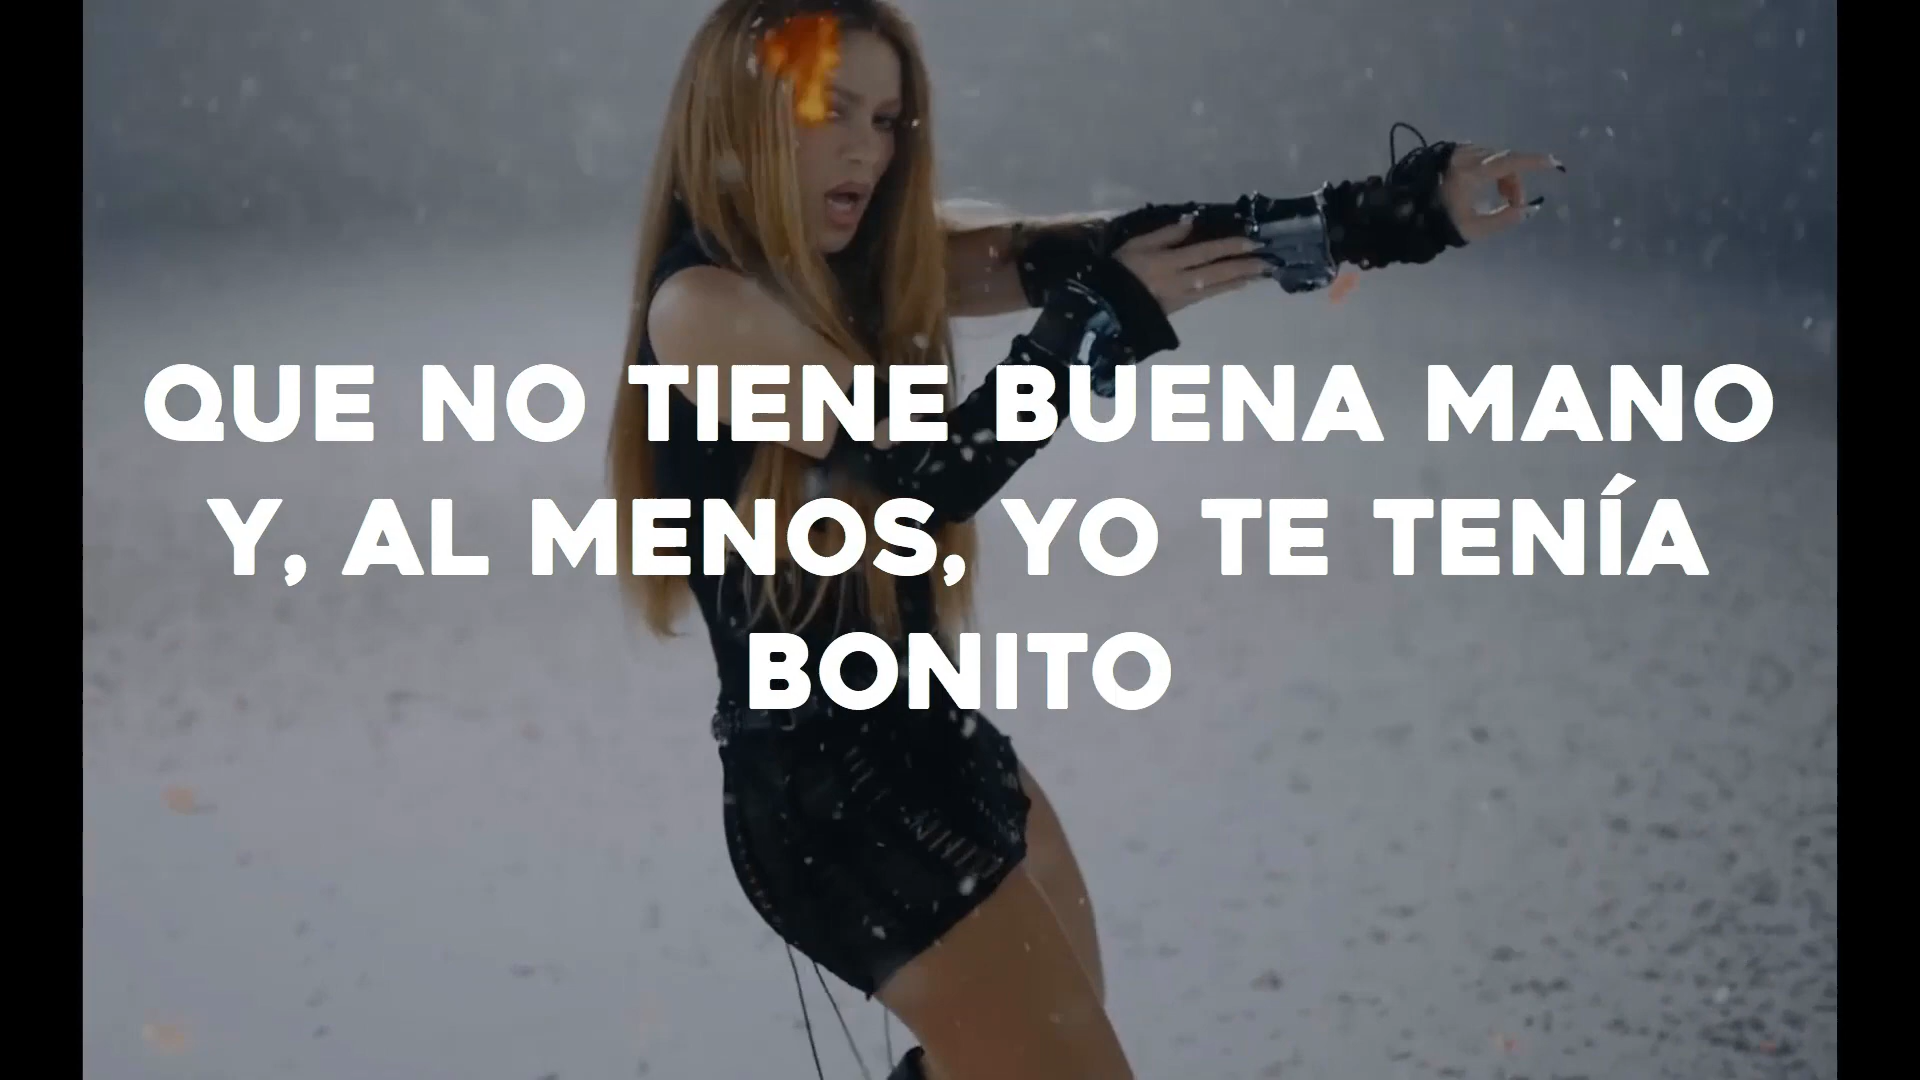 QUE NO TIENE BUENA MANO
Y, AL MENOS, YO TE TENÍA
BONITO